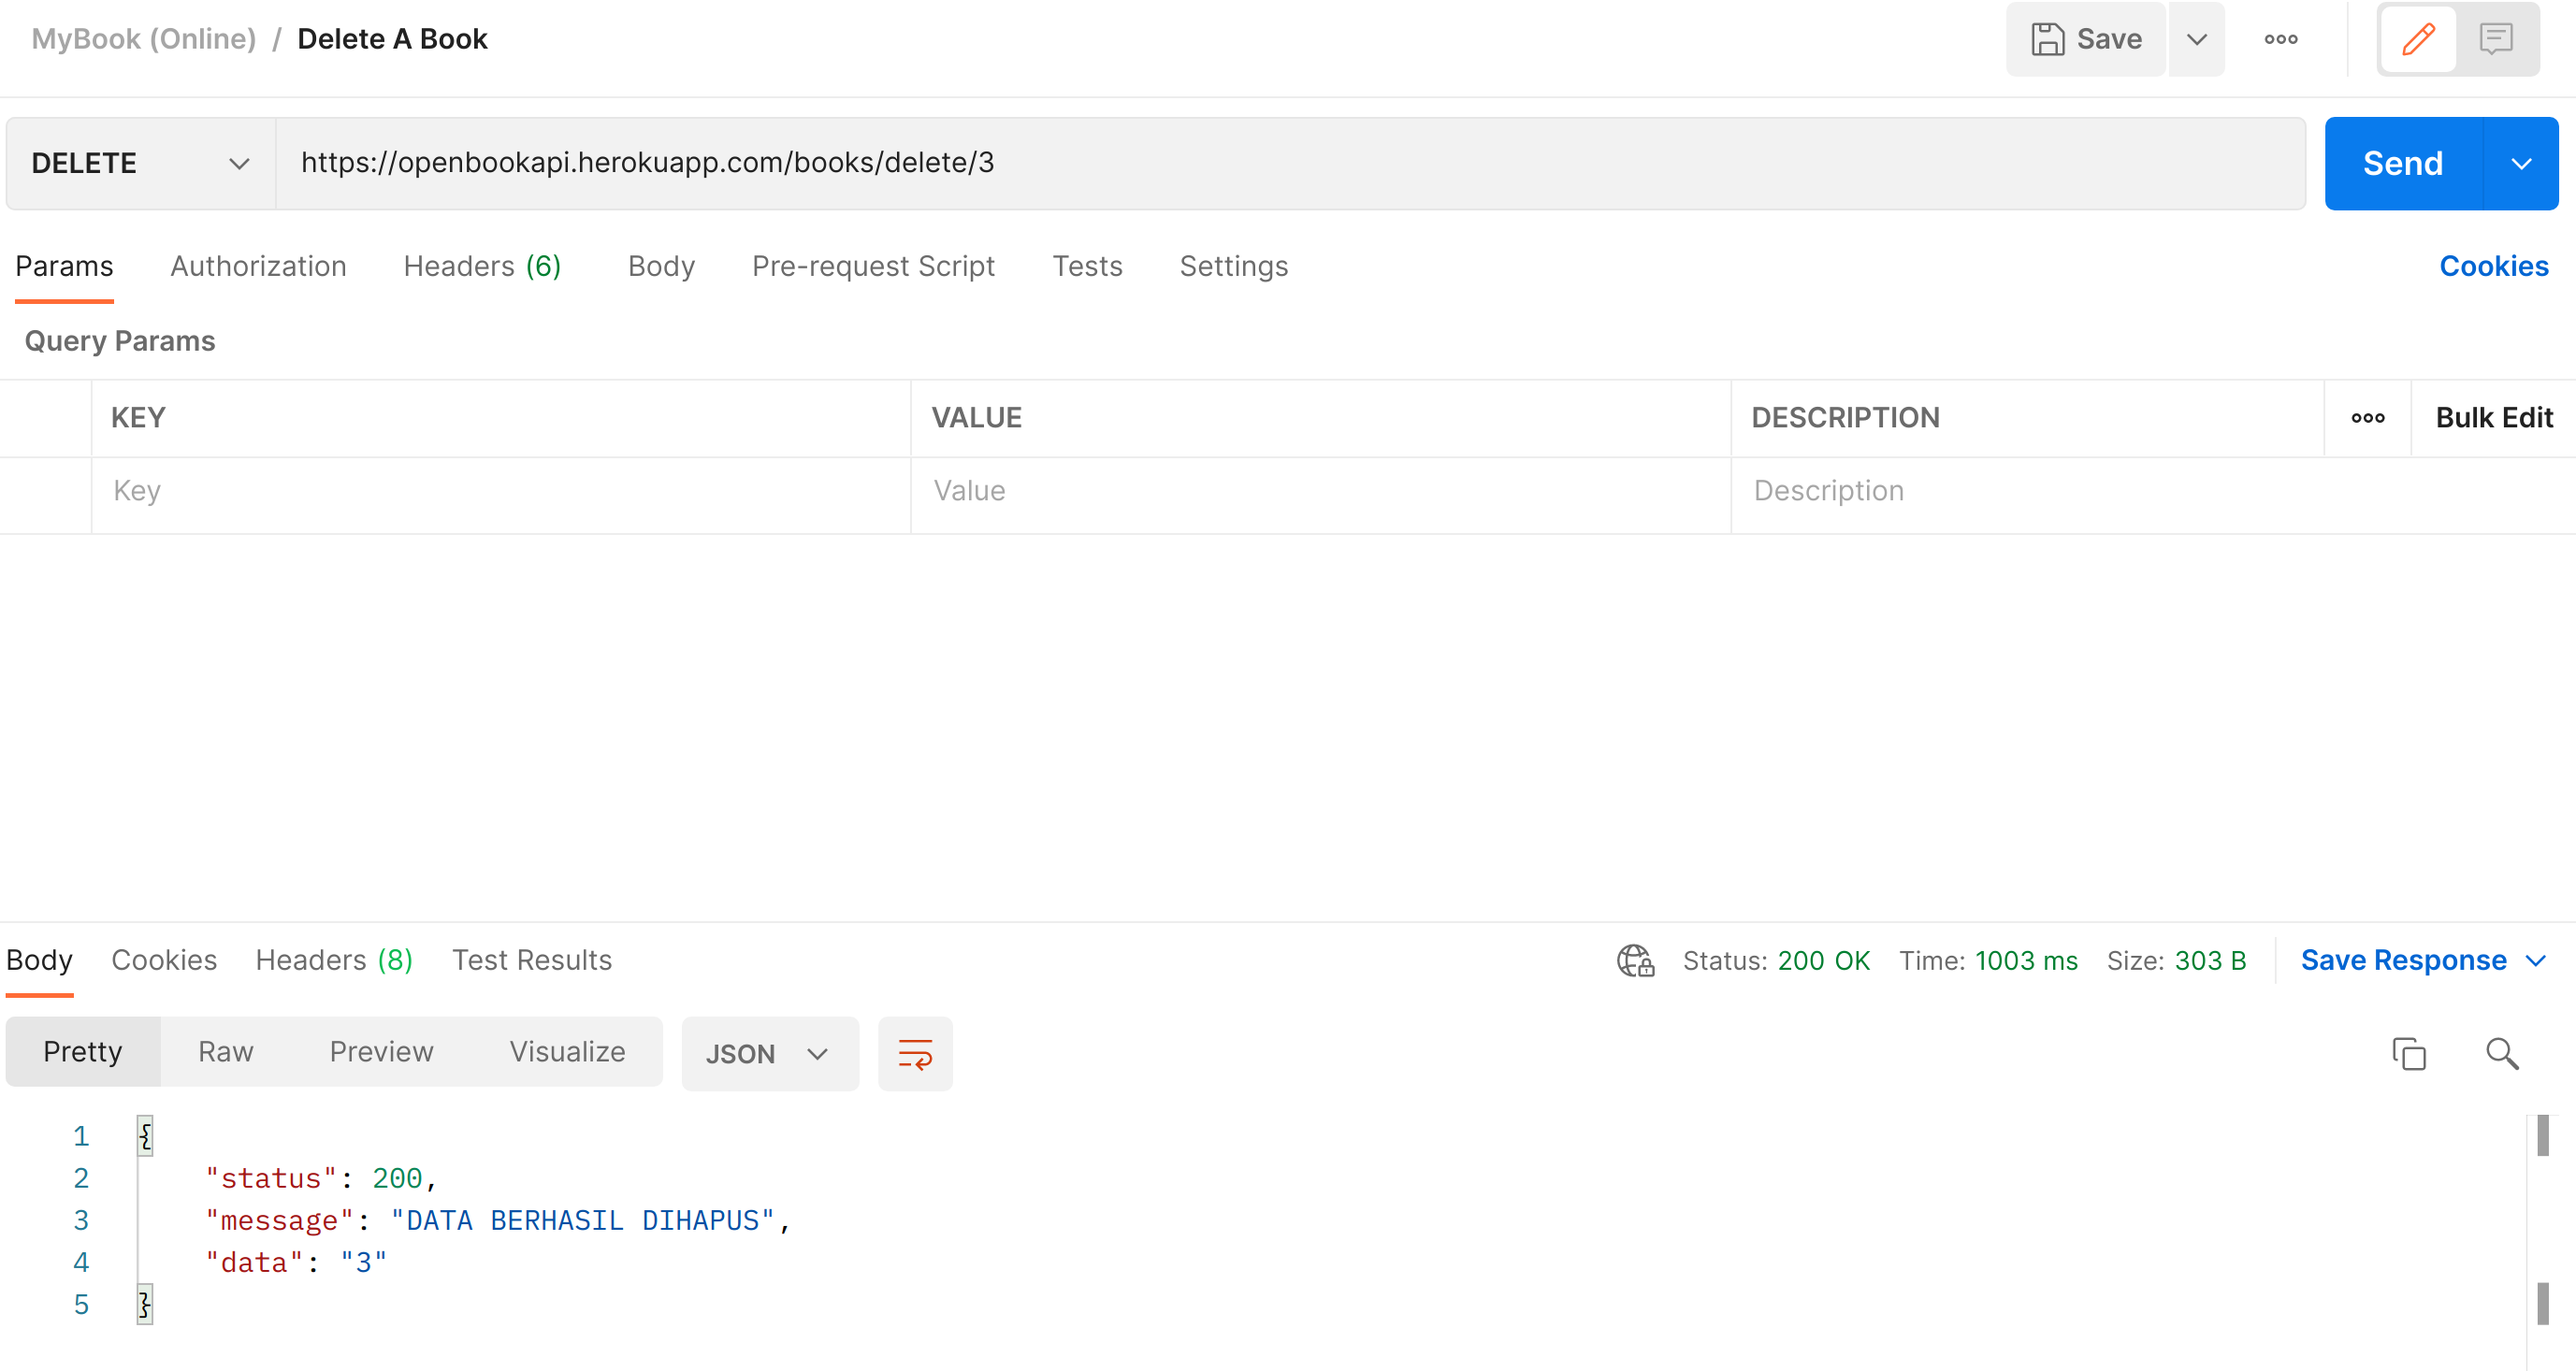 MyBook (Online) / Delete A Book
Save
DELETE
https://openbookapi.herokuapp.com/books/delete/3
Send
Params Authorization Headers (6) Body Pre-request Script Tests Settings Cookies
Query Params
KEY VALUE DESCRIPTION Bulk Edit
Key Value Description
Body Cookies Headers (8) Test Results Status: 200 OK Time: 1003 ms Size: 303 B Save Response
Pretty Raw Preview Visualize JSON
1 {
2 "status": 200,
3 "message": "DATA BERHASIL DIHAPUS",
4 "data": "3"
5 }